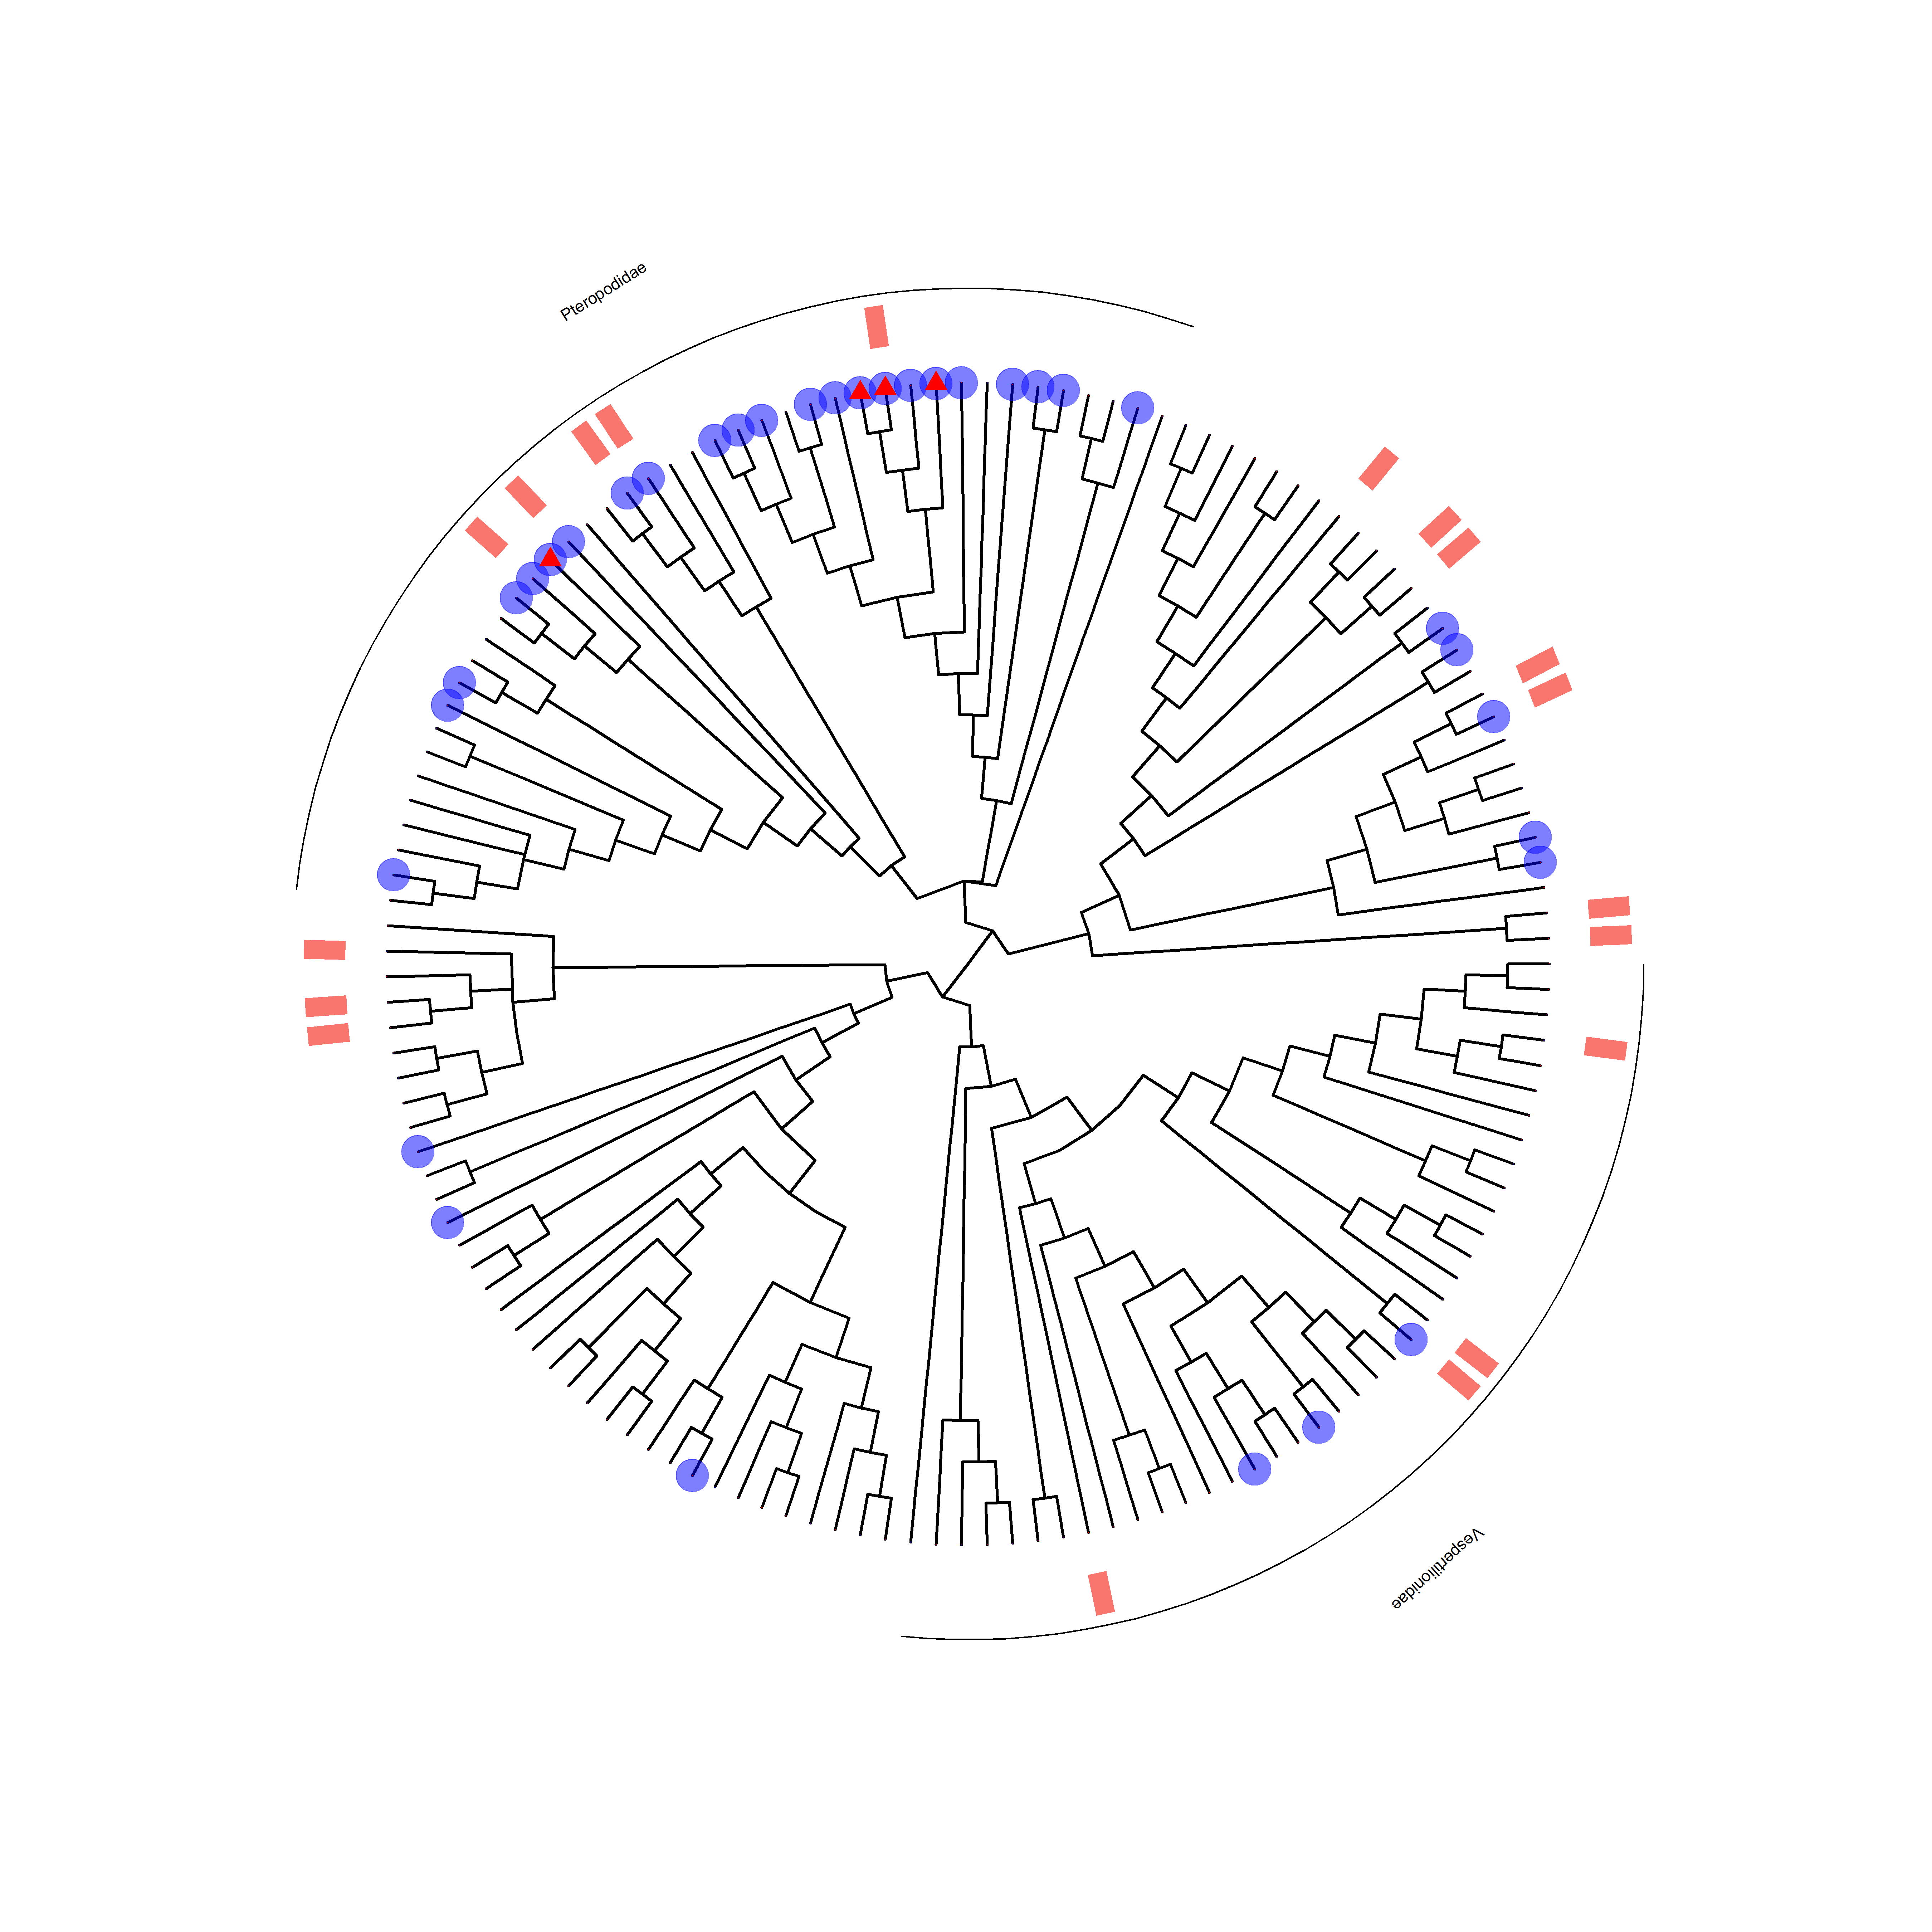 Pteropodidae
Vespertilionidae